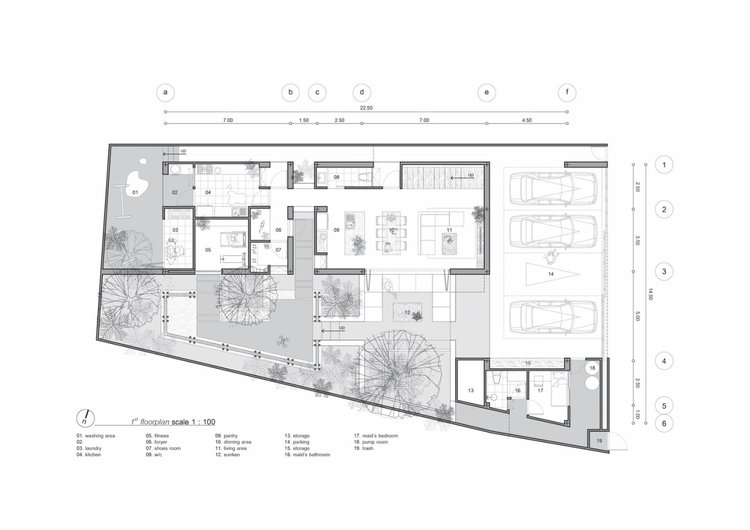 a b c d e f
22.50
7.00 1.50 2.50 7.00 4.50
1
2
3
4
5
6
2.50
3.50
5.00
2.50
1.00
14.50
up
up
up
01
02
03
04
05
06
07
08
09
10
11
12
13
14
15
16
17
18
19
n
1st floorplan scale 1 : 100
01. washing area
02.
03. laundry
04. kitchen
05. fitness
06. foryer
07. shoes room
08. w/c
09. pantry
10. dinning area
11. living area
12. sunken
13. storage
14. parking
15. storage
16. maid's bathroom
17. maid's bedroom
18. pump room
19. trash